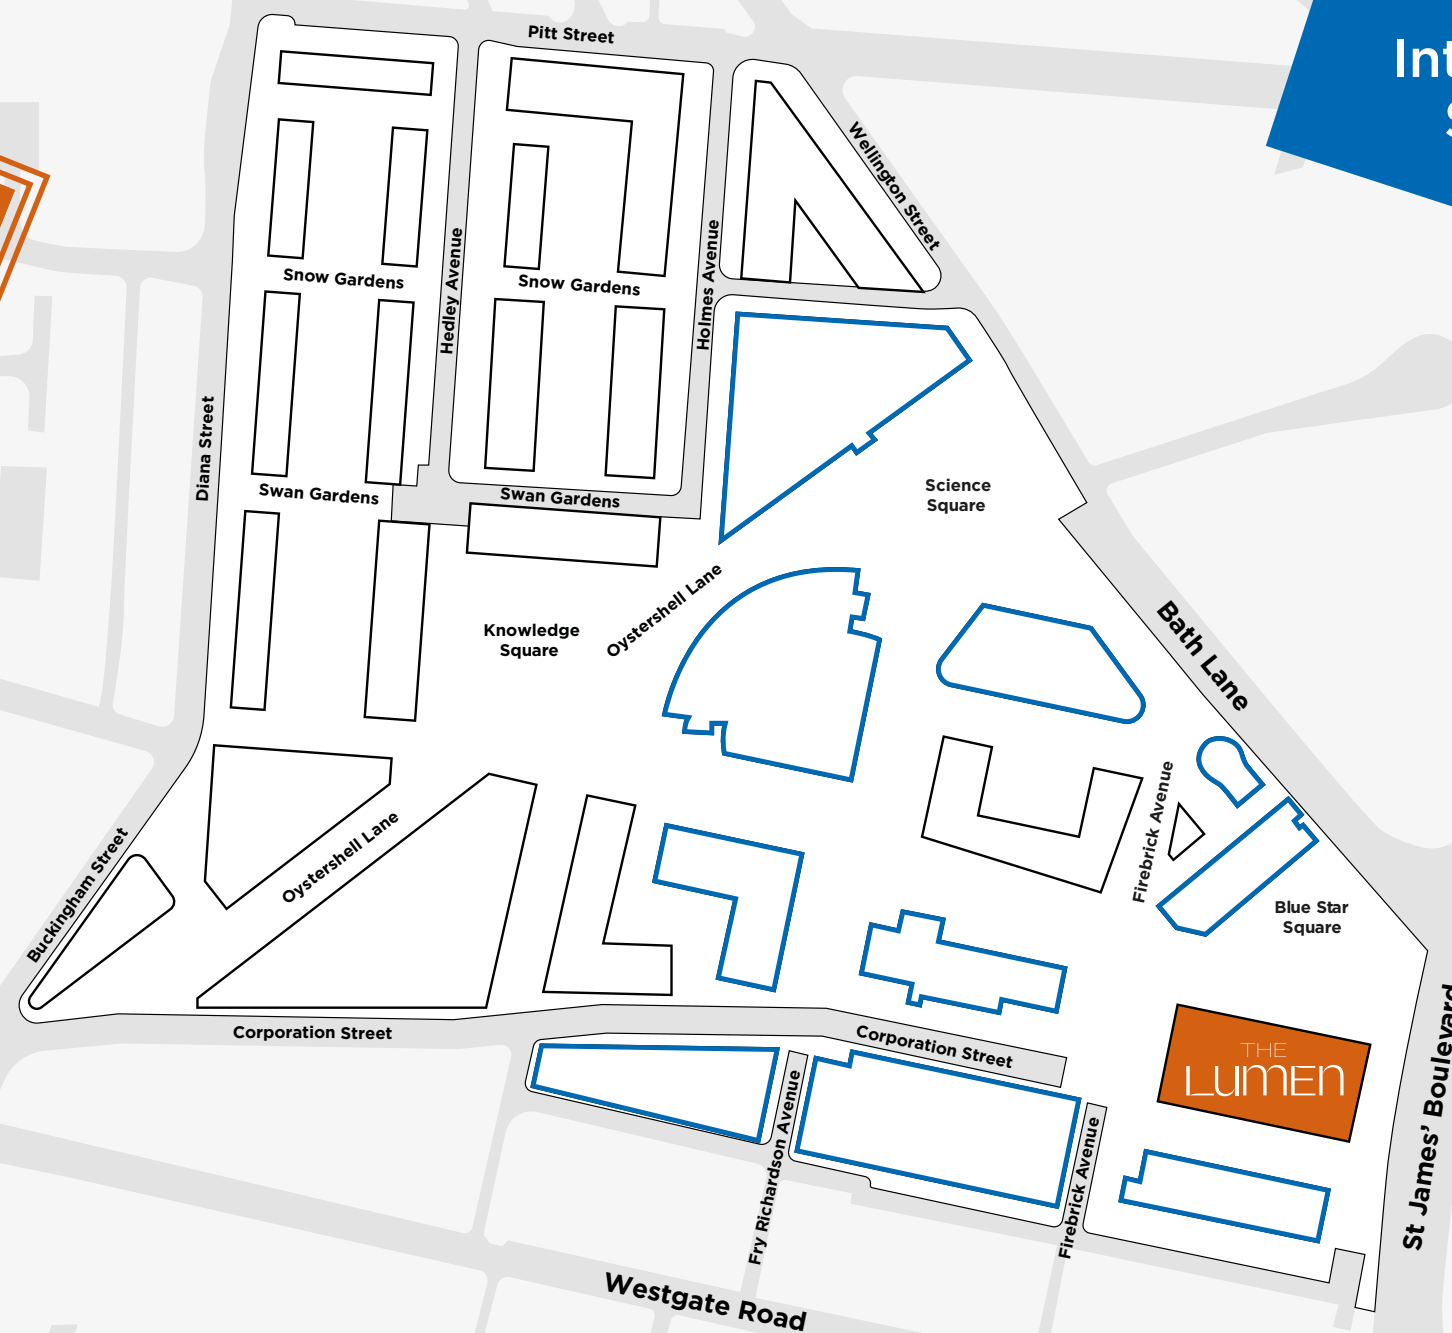 Pitt Street
Int
S
Wellington Street
Snow Gardens
Snow Gardens
Hedley Avenue
Holmes Avenue
Diana Street
Swan Gardens
Swan Gardens
Science
Square
Oystershell Lane
Knowledge
Square
Bath Lane
Firebrick Avenue
Oystershell Lane
Buckingham Street
Blue Star
Square
Corporation Street
Corporation Street
THE
LUMEN
St James’ Boulevard
Fry Richardson Avenue
Firebrick Avenue
Westgate Road